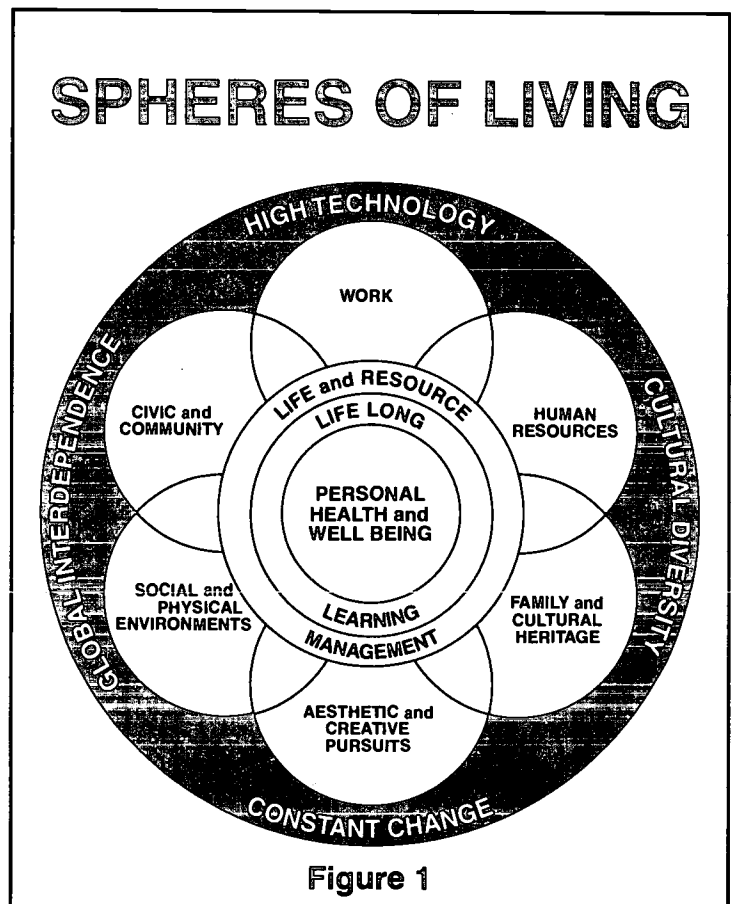 SPHERES OF LIVING
HIGH TECHNOLOGY
WORK
GLOBAL INTERDEPENDENCE
CULTURAL DIVERSITY
CIVIC and
COMMUNITY
HUMAN
RESOURCES
LIFE and RESOURCE
LIFE LONG
PERSONAL
HEALTH and
WELL BEING
LEARNING
MANAGEMENT
SOCIAL and
PHYSICAL
ENVIRONMENTS
FAMILY and
CULTURAL
HERITAGE
AESTHETIC and
CREATIVE
PURSUITS
CONSTANT CHANGE
Figure 1